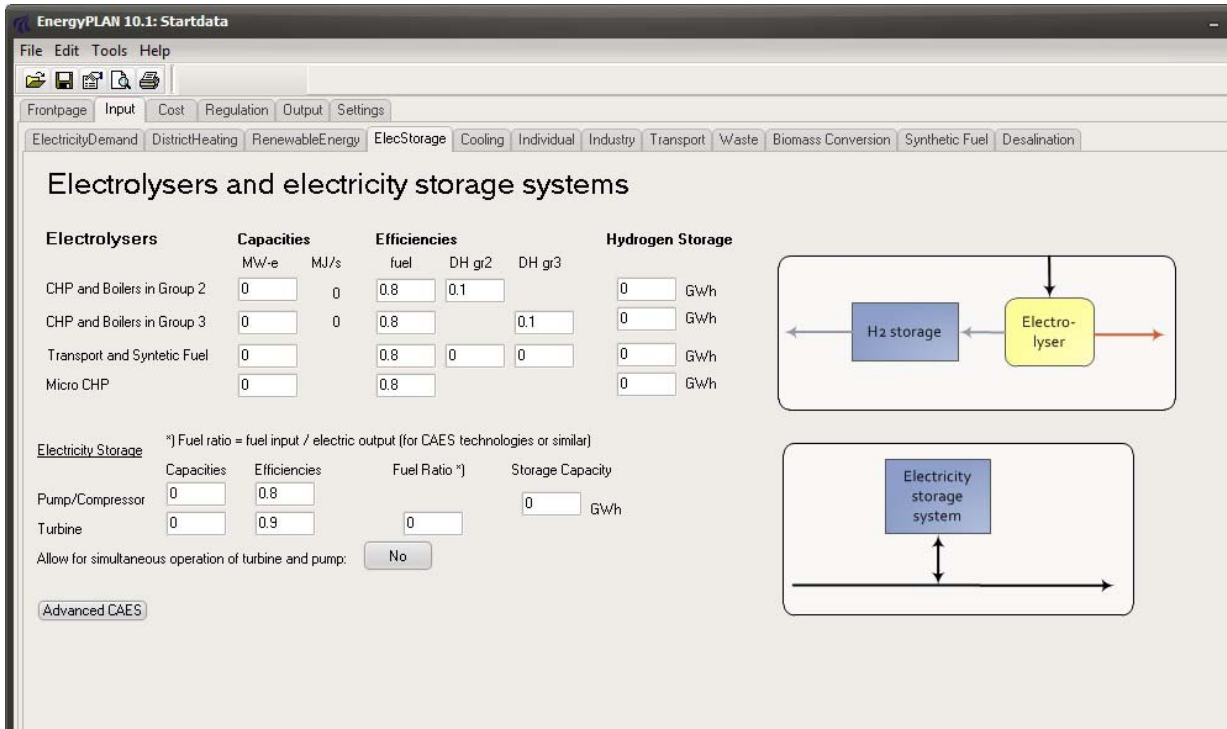 EnergyPLAN 10.1: Startdata
File Edit Tools Help
Frontpage Input Cost Regulation Output Settings
ElectricityDemand DistrictHeating RenewableEnergy ElecStorage Cooling Individual Industry Transport Waste Biomass Conversion Synthetic Fuel Desalination
Electrolysers and electricity storage systems
Electrolysers Capacities Efficiencies Hydrogen Storage
MW-e MJ/s fuel DH gr2 DH gr3
CHP and Boilers in Group 2 0 0 0.8 0.1 0 GWh
CHP and Boilers in Group 3 0 0 0.8 0.1 0 GWh
Transport and Syntetic Fuel 0 0.8 0 0 0 GWh
Micro CHP 0 0.8 0 GWh
H2 storage
Electro-
lyser
*) Fuel ratio = fuel input / electric output (for CAES technologies or similar)
Electricity Storage
Capacities Efficiencies Fuel Ratio *) Storage Capacity
Pump/Compressor 0 0.8 0 GWh
Turbine 0 0.9 0
Allow for simultaneous operation of turbine and pump: No
Advanced CAES
Electricity
storage
system